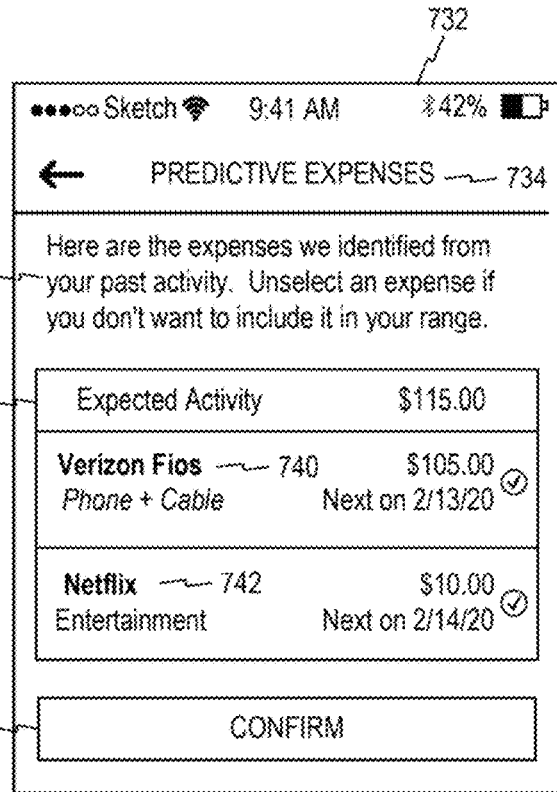 732
Sketch 9:41 AM 42%
← PREDICTIVE EXPENSES 734
Here are the expenses we identified from
your past activity. Unselect an expense if
you don't want to include it in your range.
Expected Activity $115.00
Verizon Fios 740 $105.00
Phone + Cable Next on 2/13/20
Netflix 742 $10.00
Entertainment Next on 2/14/20
CONFIRM